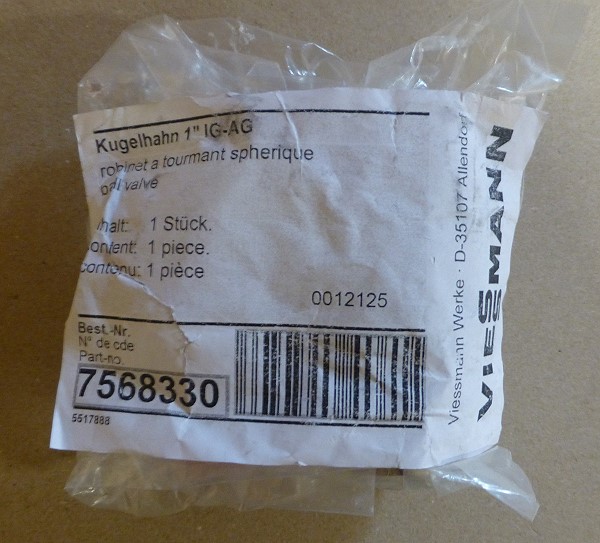 Kugelhahn 1" IG-AG
robinet a tourmant spherique
ball valve
Inhalt: 1 Stück.
content: 1 piece.
contenu: 1 pièce
0012125
Best.-Nr.
N° de cde
Part-no.
7568330
5517888
Viessmann Werke · D-35107 Allendorf
VIESSMANN